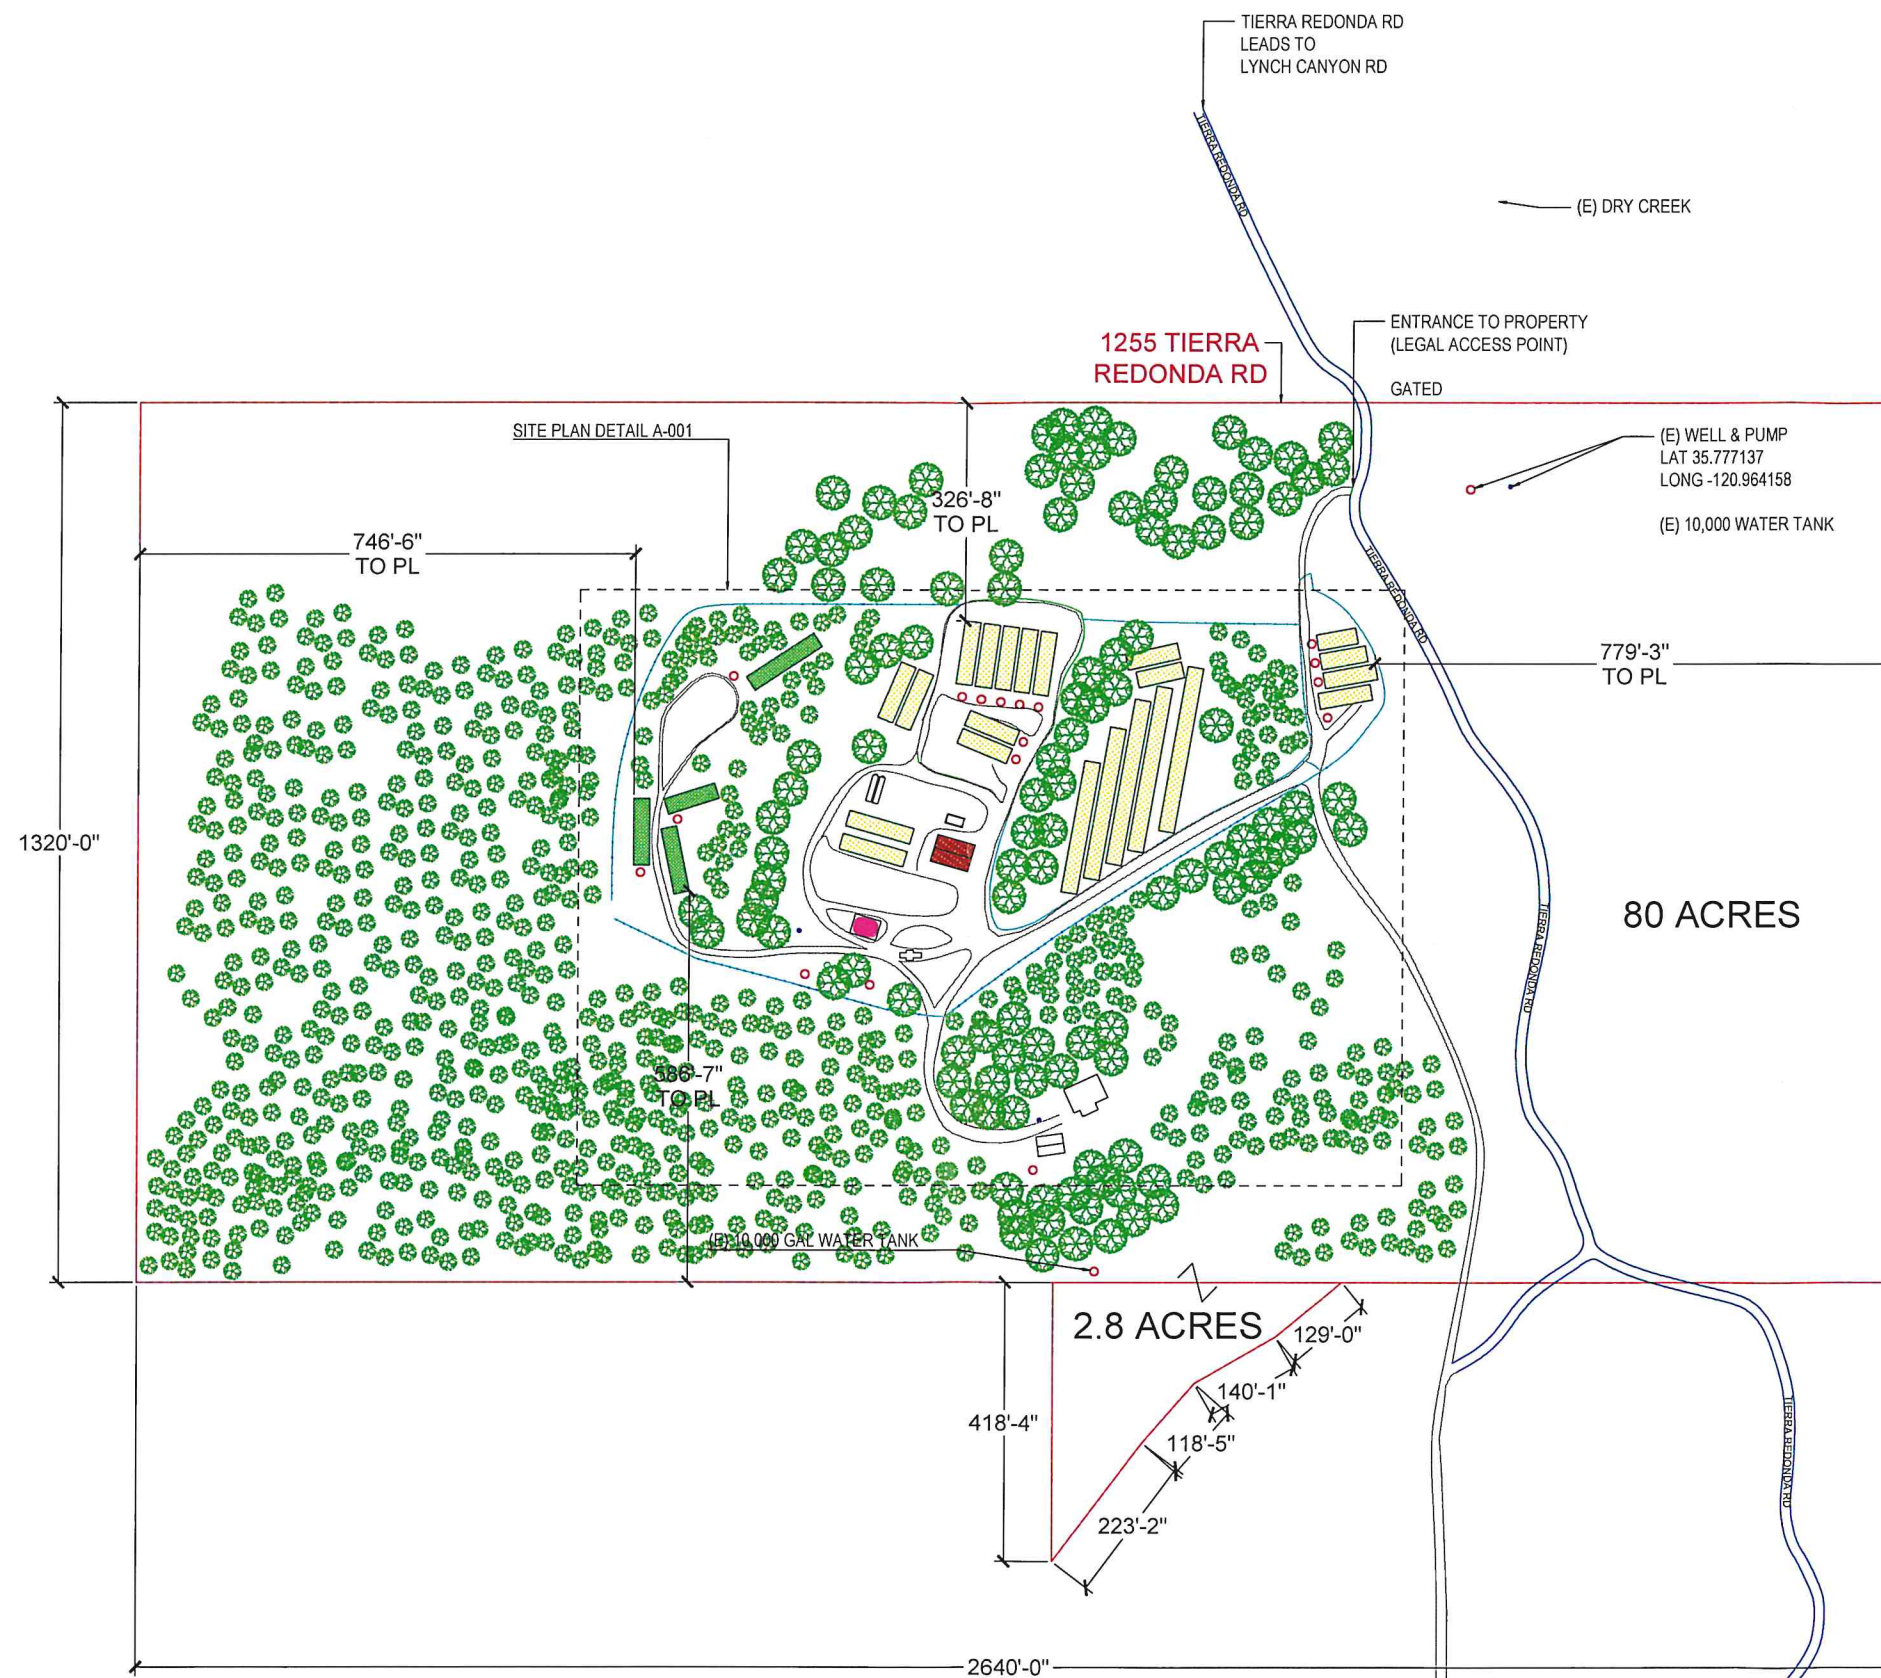 TIERRA REDONDA RD
LEADS TO
LYNCH CANYON RD
TIERRA REDONDA RD
(E) DRY CREEK
ENTRANCE TO PROPERTY
(LEGAL ACCESS POINT)
GATED
1255 TIERRA
REDONDA RD
SITE PLAN DETAIL A-001
(E) WELL & PUMP
LAT 35.777137
LONG -120.964158
(E) 10,000 WATER TANK
326'-8"
TO PL
746'-6"
TO PL
TIERRA REDONDA RD
779'-3"
TO PL
1320'-0"
80 ACRES
TIERRA REDONDA RD
586'-7"
TO PL
(E) 10,000 GAL WATER TANK
2.8 ACRES
129'-0"
140'-1"
418'-4"
118'-5"
TIERRA REDONDA RD
223'-2"
2640'-0"